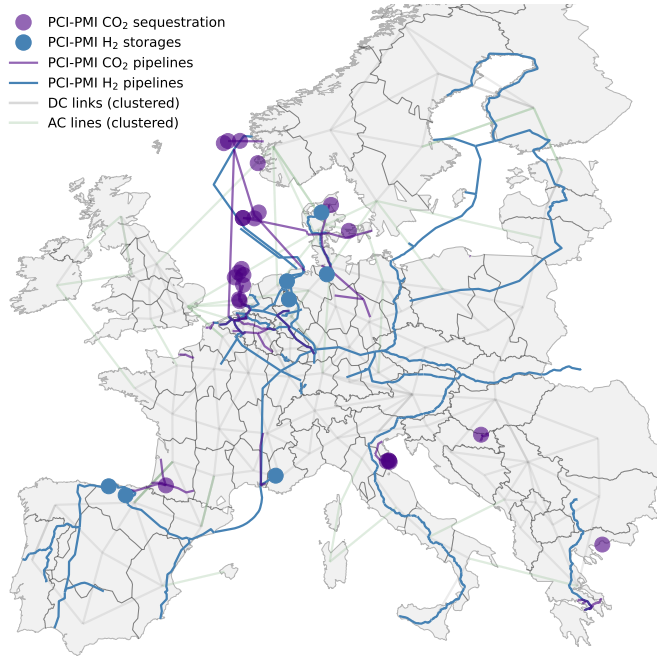 PCI-PMI CO₂ sequestration
PCI-PMI H₂ storages
PCI-PMI CO₂ pipelines
PCI-PMI H₂ pipelines
DC links (clustered)
AC lines (clustered)